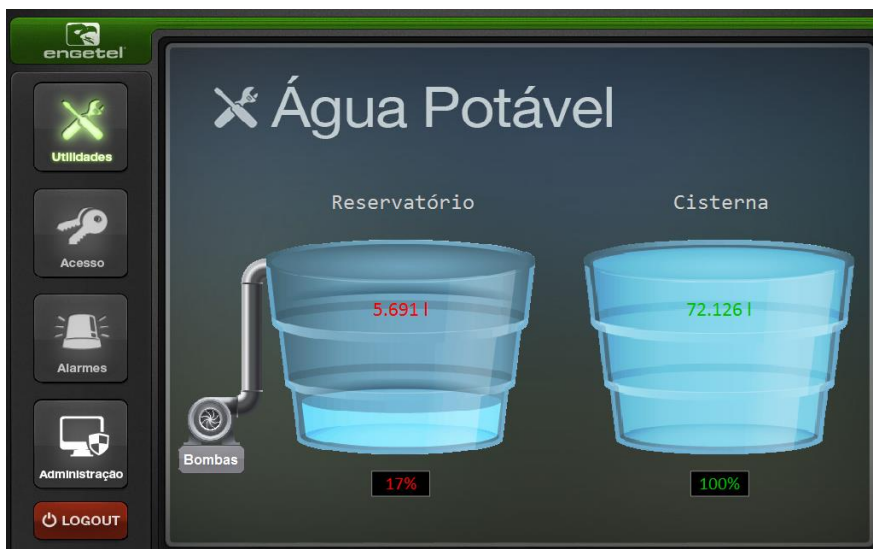 engetel
Utilidades
Acesso
Alarmes
Administração
LOGOUT
Água Potável
Reservatório
Cisterna
5.691 l
72.126 l
Bombas
17%
100%